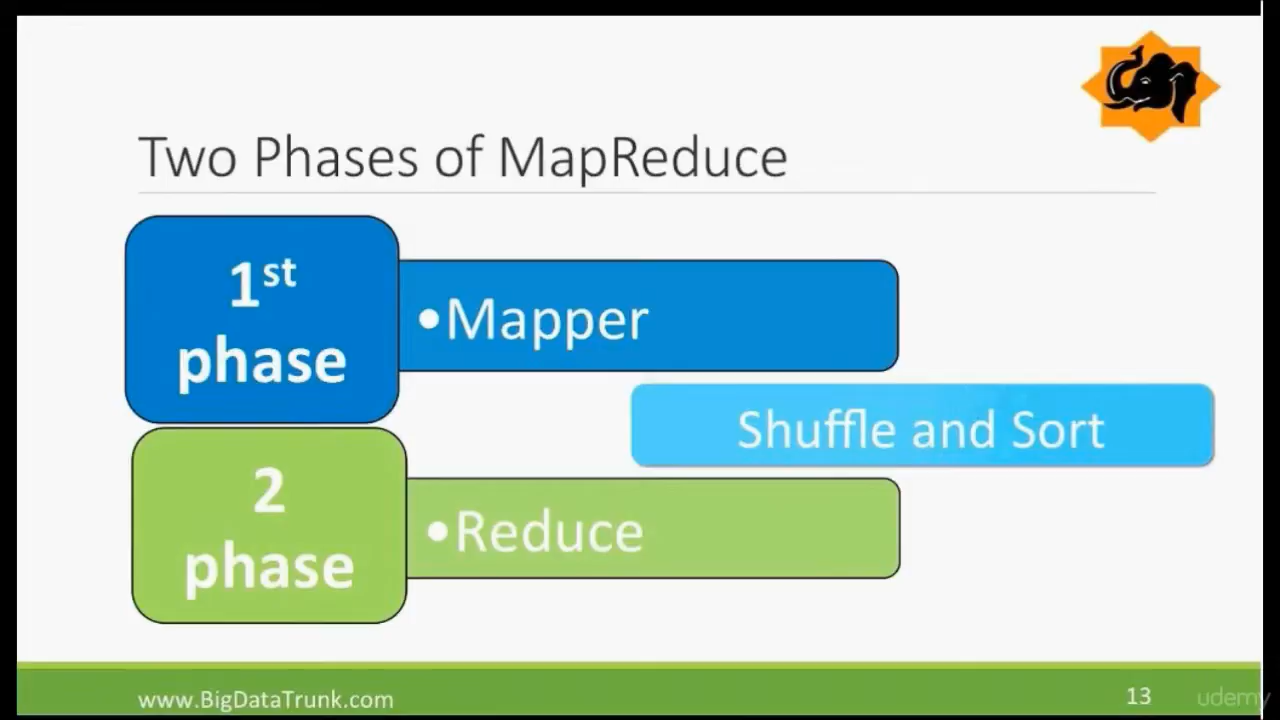 Two Phases of MapReduce
1st
phase
•Mapper
Shuffle and Sort
2
phase
•Reduce
www.BigDataTrunk.com
13
udemy